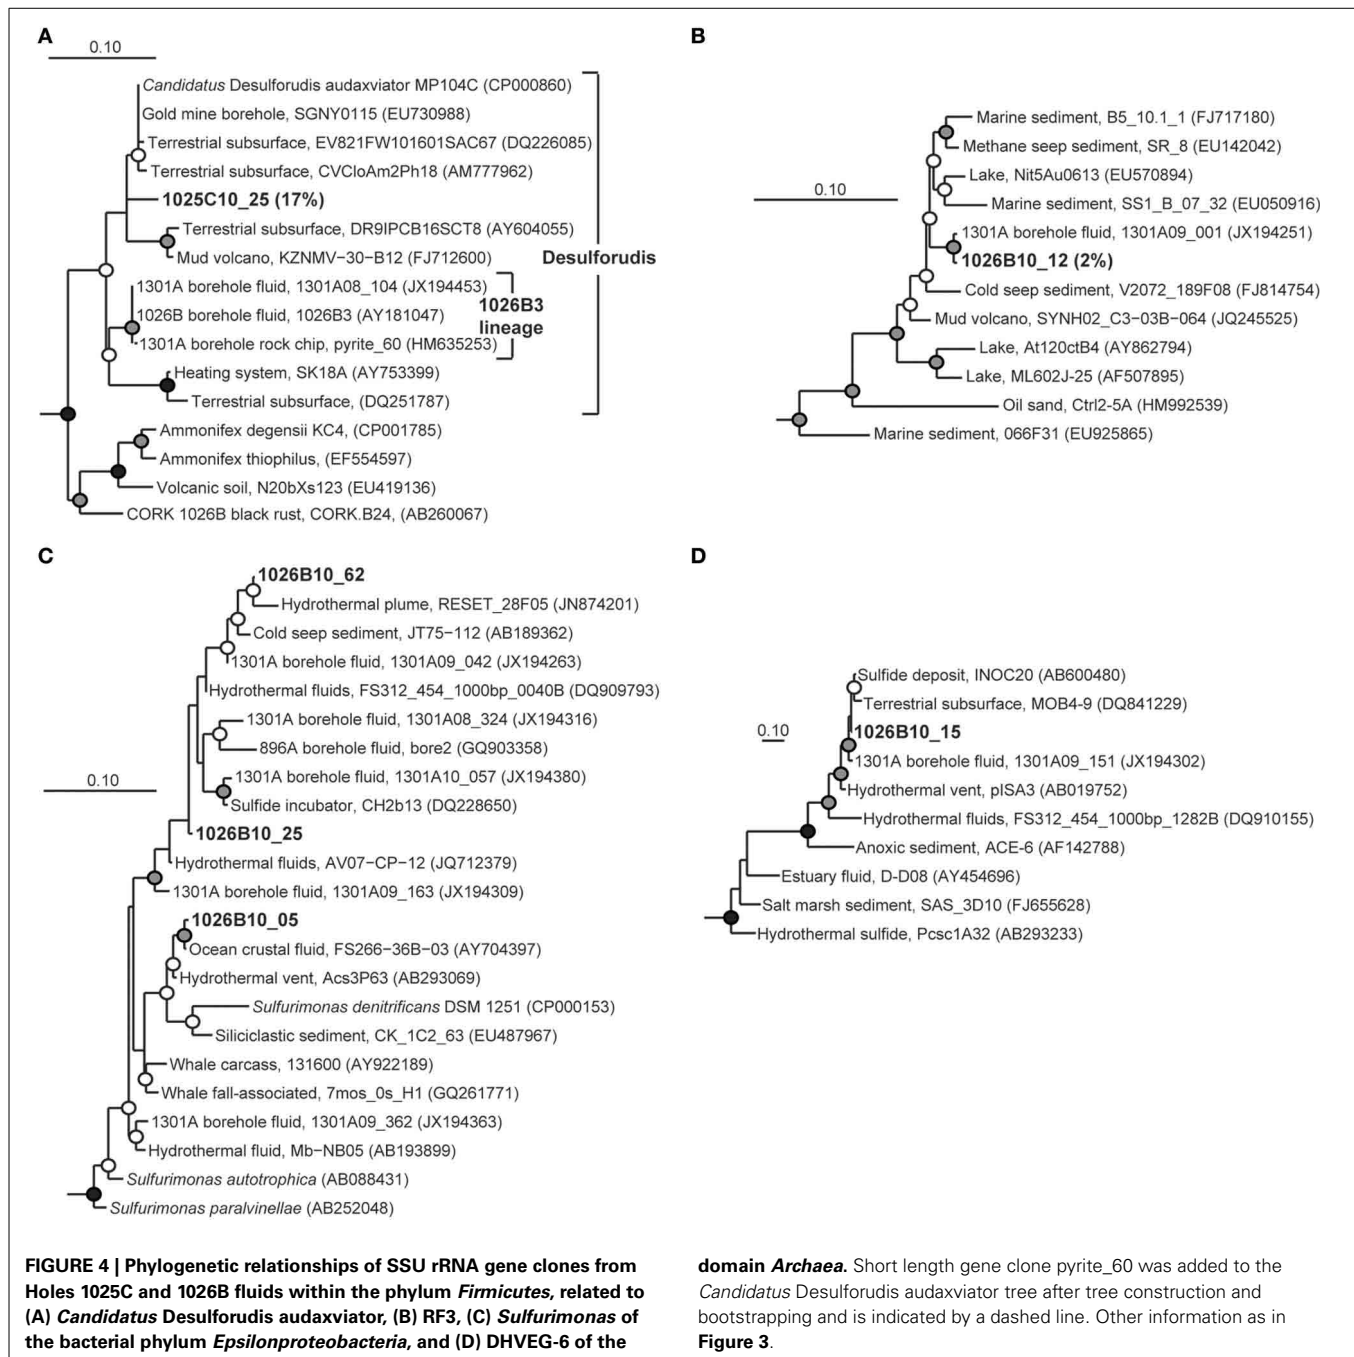 A
0.10
Candidatus Desulforudis audaxviator MP104C (CP000860)
Gold mine borehole, SGNY0115 (EU730988)
Terrestrial subsurface, EV821FW101601SAC67 (DQ226085)
Terrestrial subsurface, CVCloAm2Ph18 (AM777962)
1025C10_25 (17%)
Terrestrial subsurface, DR9IPCB16SCT8 (AY604055)
Mud volcano, KZNMV−30−B12 (FJ712600)
Desulforudis
1301A borehole fluid, 1301A08_104 (JX194453)
1026B borehole fluid, 1026B3 (AY181047)
1301A borehole rock chip, pyrite_60 (HM635253)
1026B3
lineage
Heating system, SK18A (AY753399)
Terrestrial subsurface, (DQ251787)
Ammonifex degensii KC4, (CP001785)
Ammonifex thiophilus, (EF554597)
Volcanic soil, N20bXs123 (EU419136)
CORK 1026B black rust, CORK.B24, (AB260067)
B
0.10
Marine sediment, B5_10.1_1 (FJ717180)
Methane seep sediment, SR_8 (EU142042)
Lake, Nit5Au0613 (EU570894)
Marine sediment, SS1_B_07_32 (EU050916)
1301A borehole fluid, 1301A09_001 (JX194251)
1026B10_12 (2%)
Cold seep sediment, V2072_189F08 (FJ814754)
Mud volcano, SYNH02_C3−03B−064 (JQ245525)
Lake, At120ctB4 (AY862794)
Lake, ML602J-25 (AF507895)
Oil sand, Ctrl2-5A (HM992539)
Marine sediment, 066F31 (EU925865)
C
0.10
1026B10_62
Hydrothermal plume, RESET_28F05 (JN874201)
Cold seep sediment, JT75−112 (AB189362)
1301A borehole fluid, 1301A09_042 (JX194263)
Hydrothermal fluids, FS312_454_1000bp_0040B (DQ909793)
1301A borehole fluid, 1301A08_324 (JX194316)
896A borehole fluid, bore2 (GQ903358)
1301A borehole fluid, 1301A10_057 (JX194380)
Sulfide incubator, CH2b13 (DQ228650)
1026B10_25
Hydrothermal fluids, AV07−CP−12 (JQ712379)
1301A borehole fluid, 1301A09_163 (JX194309)
1026B10_05
Ocean crustal fluid, FS266−36B−03 (AY704397)
Hydrothermal vent, Acs3P63 (AB293069)
Sulfurimonas denitrificans DSM 1251 (CP000153)
Siliciclastic sediment, CK_1C2_63 (EU487967)
Whale carcass, 131600 (AY922189)
Whale fall-associated, 7mos_0s_H1 (GQ261771)
1301A borehole fluid, 1301A09_362 (JX194363)
Hydrothermal fluid, Mb−NB05 (AB193899)
Sulfurimonas autotrophica (AB088431)
Sulfurimonas paralvinellae (AB252048)
D
0.10
Sulfide deposit, INOC20 (AB600480)
Terrestrial subsurface, MOB4-9 (DQ841229)
1026B10_15
1301A borehole fluid, 1301A09_151 (JX194302)
Hydrothermal vent, pISA3 (AB019752)
Hydrothermal fluids, FS312_454_1000bp_1282B (DQ910155)
Anoxic sediment, ACE-6 (AF142788)
Estuary fluid, D-D08 (AY454696)
Salt marsh sediment, SAS_3D10 (FJ655628)
Hydrothermal sulfide, Pcsc1A32 (AB293233)
FIGURE 4 | Phylogenetic relationships of SSU rRNA gene clones from
Holes 1025C and 1026B fluids within the phylum Firmicutes, related to
(A) Candidatus Desulforudis audaxviator, (B) RF3, (C) Sulfurimonas of
the bacterial phylum Epsilonproteobacteria, and (D) DHVEG-6 of the
domain Archaea. Short length gene clone pyrite_60 was added to the
Candidatus Desulforudis audaxviator tree after tree construction and
bootstrapping and is indicated by a dashed line. Other information as in
Figure 3.